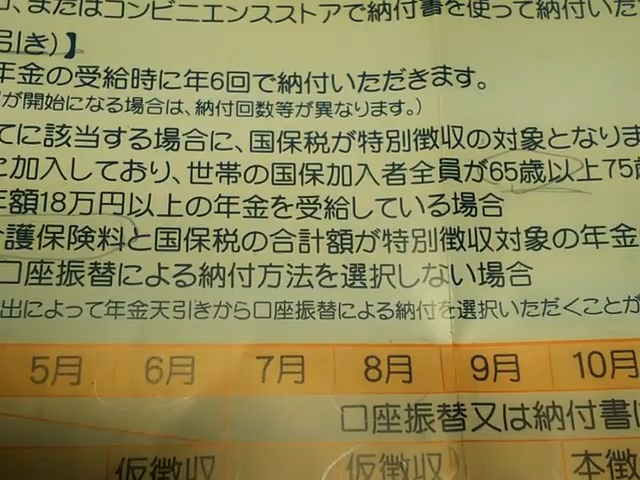 、またはコンビニエンスストアで納付書を使って納付いた
引き)】
年金の受給時に年6回で納付いただきます。
が開始になる場合は、納付回数等が異なります。)
てに該当する場合に、国保税が特別徴収の対象となりま
に加入しており、世帯の国保加入者全員が65歳以上75歳
年額18万円以上の年金を受給している場合
介護保険料と国保税の合計額が特別徴収対象の年金
口座振替による納付方法を選択しない場合
出によって年金天引きから口座振替による納付を選択いただくことが
5月 6月 7月 8月 9月 10月
口座振替又は納付書に
仮徴収 仮徴収 本徴